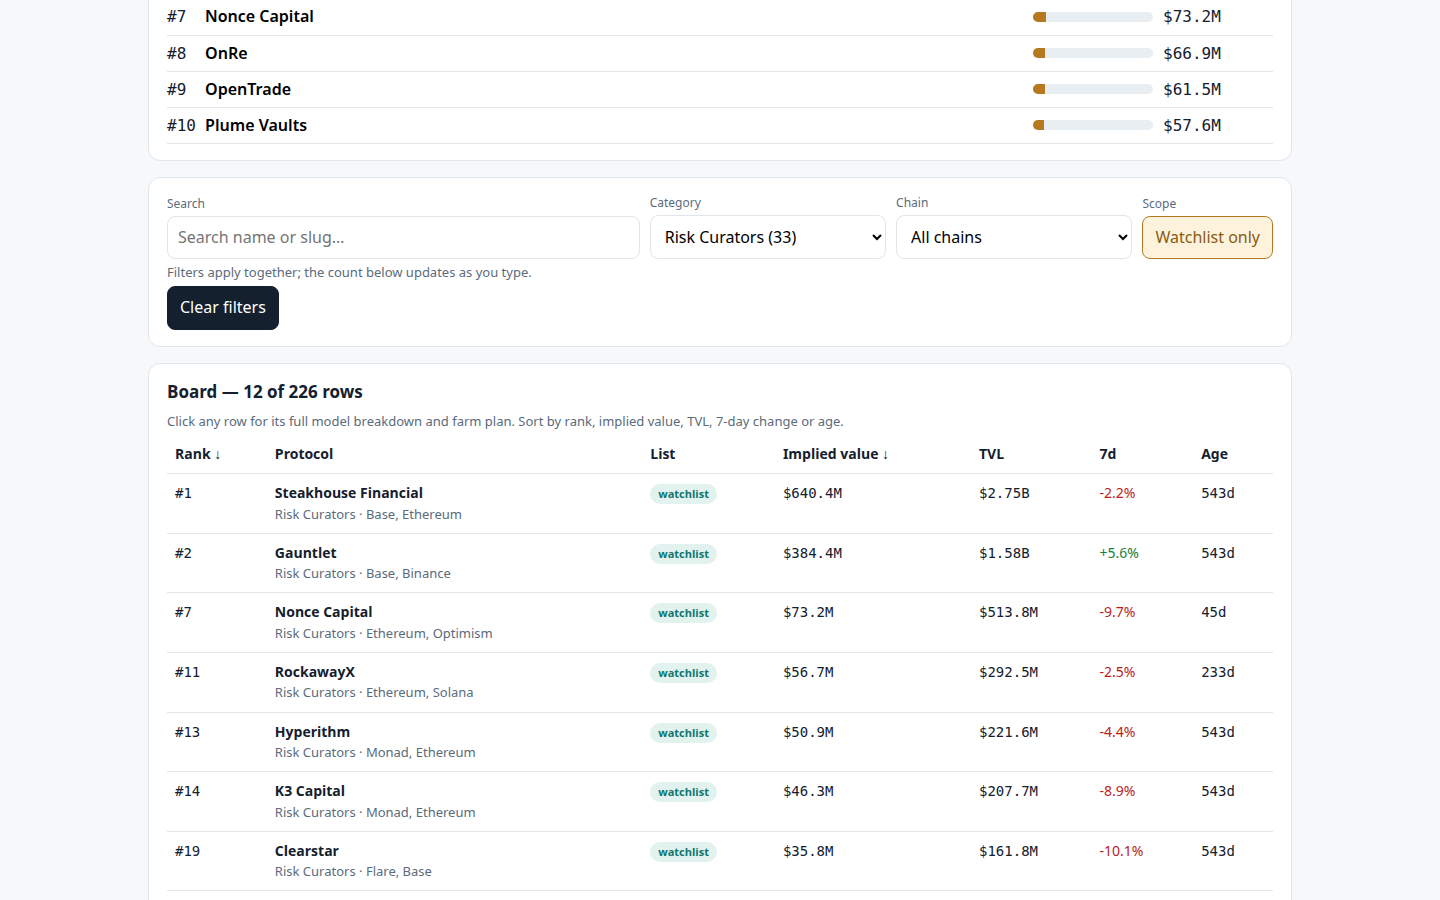 #7 Nonce Capital $73.2M
#8 OnRe $66.9M
#9 OpenTrade $61.5M
#10 Plume Vaults $57.6M
Search Category Chain Scope
Search name or slug... Risk Curators (33) All chains Watchlist only
Filters apply together; the count below updates as you type.
Clear filters
Board — 12 of 226 rows
Click any row for its full model breakdown and farm plan. Sort by rank, implied value, TVL, 7-day change or age.
Rank ↓ Protocol List Implied value ↓ TVL 7d Age
#1 Steakhouse Financial watchlist $640.4M $2.75B -2.2% 543d
Risk Curators · Base, Ethereum
#2 Gauntlet watchlist $384.4M $1.58B +5.6% 543d
Risk Curators · Base, Binance
#7 Nonce Capital watchlist $73.2M $513.8M -9.7% 45d
Risk Curators · Ethereum, Optimism
#11 RockawayX watchlist $56.7M $292.5M -2.5% 233d
Risk Curators · Ethereum, Solana
#13 Hyperithm watchlist $50.9M $221.6M -4.4% 543d
Risk Curators · Monad, Ethereum
#14 K3 Capital watchlist $46.3M $207.7M -8.9% 543d
Risk Curators · Monad, Ethereum
#19 Clearstar watchlist $35.8M $161.8M -10.1% 543d
Risk Curators · Flare, Base